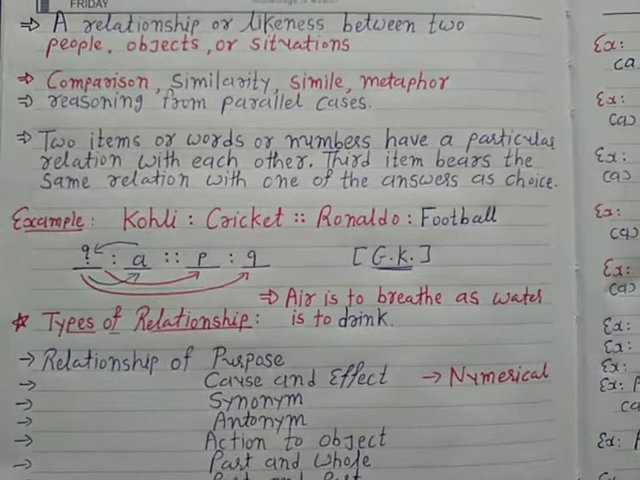 FRIDAY
⇒ A relationship or likeness between two
people, objects, or situations
⇒ Comparison, similarity, simile, metaphor
⇒ reasoning from parallel cases.
⇒ Two items or words or numbers have a particular
relation with each other. Third item bears the
same relation with one of the answers as choice.
Example: Kohli : Cricket :: Ronaldo : Football
? : a :: p : q [G.K.]
⇒ Air is to breathe as water
is to drink.
* Types of Relationship:
→ Relationship of Purpose
→ Cause and Effect → Numerical
→ Synonym
→ Antonym
→ Action to object
→ Part and Whole
Ex:
Ex:
(a)
Ex:
(a)
Ex:
(a)
Ex:
(a)
Ex:
Ex:
Ex:
Ex:
Ex: